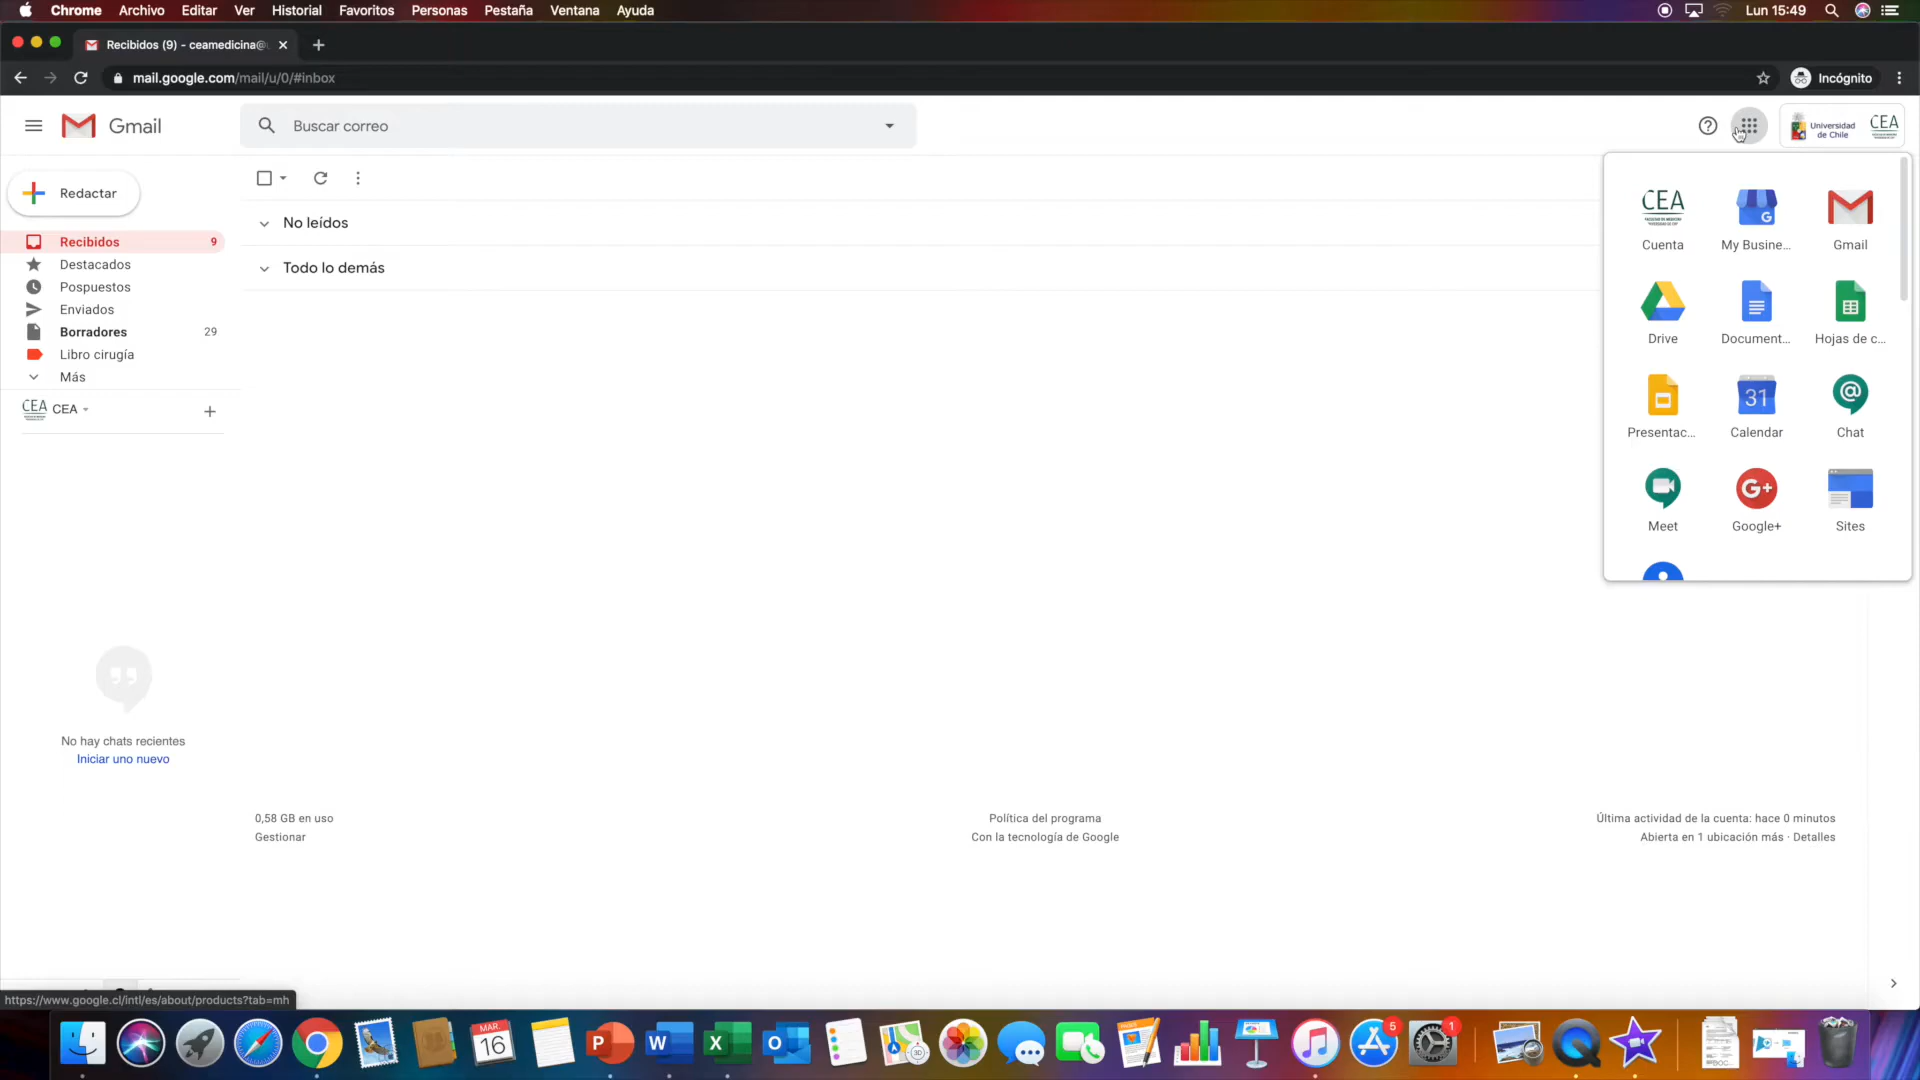 Chrome Archivo Editar Ver Historial Favoritos Personas Pestaña Ventana Ayuda
Lun 15:49
Recibidos (9) - ceamedicina@
mail.google.com/mail/u/0/#inbox
Incógnito
Gmail
Buscar correo
Universidad
de Chile
CEA
Redactar
Recibidos 9
Destacados
Pospuestos
Enviados
Borradores 29
Libro cirugía
Más
CEA CEA
No leídos
Todo lo demás
CEA
Cuenta My Busine... Gmail
Drive Document... Hojas de c...
31
Presentac... Calendar Chat
G+
Meet Google+ Sites
No hay chats recientes
Iniciar uno nuevo
0,58 GB en uso
Gestionar
Política del programa
Con la tecnología de Google
Última actividad de la cuenta: hace 0 minutos
Abierta en 1 ubicación más · Detalles
https://www.google.cl/intl/es/about/products?tab=mh
MAR.
16
P W X O
3D
5 1